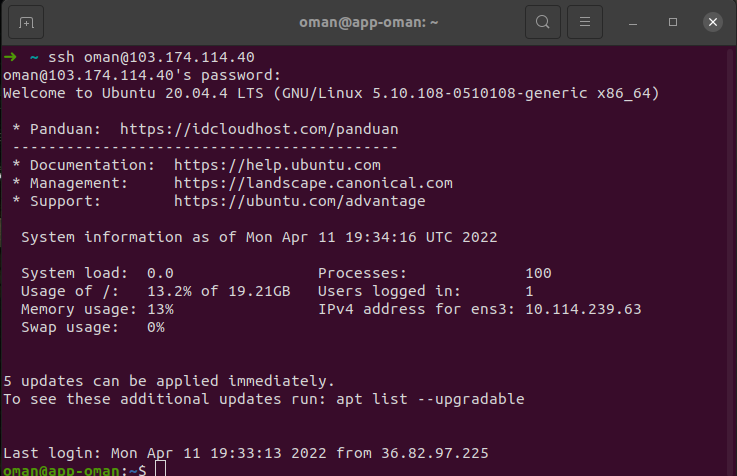 oman@app-oman: ~
➜  ~ ssh oman@103.174.114.40
oman@103.174.114.40's password:
Welcome to Ubuntu 20.04.4 LTS (GNU/Linux 5.10.108-0510108-generic x86_64)
 * Panduan:  https://idcloudhost.com/panduan
 -------------------------------------------
 * Documentation:  https://help.ubuntu.com
 * Management:     https://landscape.canonical.com
 * Support:        https://ubuntu.com/advantage
  System information as of Mon Apr 11 19:34:16 UTC 2022
  System load:  0.0                Processes:             100
  Usage of /:   13.2% of 19.21GB   Users logged in:       1
  Memory usage: 13%                IPv4 address for ens3: 10.114.239.63
  Swap usage:   0%
5 updates can be applied immediately.
To see these additional updates run: apt list --upgradable
Last login: Mon Apr 11 19:33:13 2022 from 36.82.97.225
oman@app-oman:~$